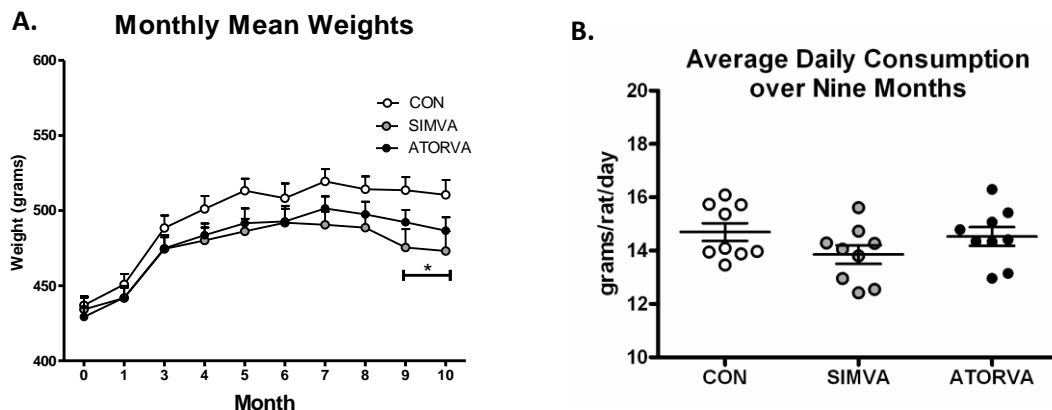 A.
Monthly Mean Weights
600
550
500
450
400
Weight (grams)
CON
SIMVA
ATORVA
*
0 1 3 4 5 6 7 8 9 10
Month
B.
Average Daily Consumption
over Nine Months
20
18
16
14
12
10
grams/rat/day
CON SIMVA ATORVA